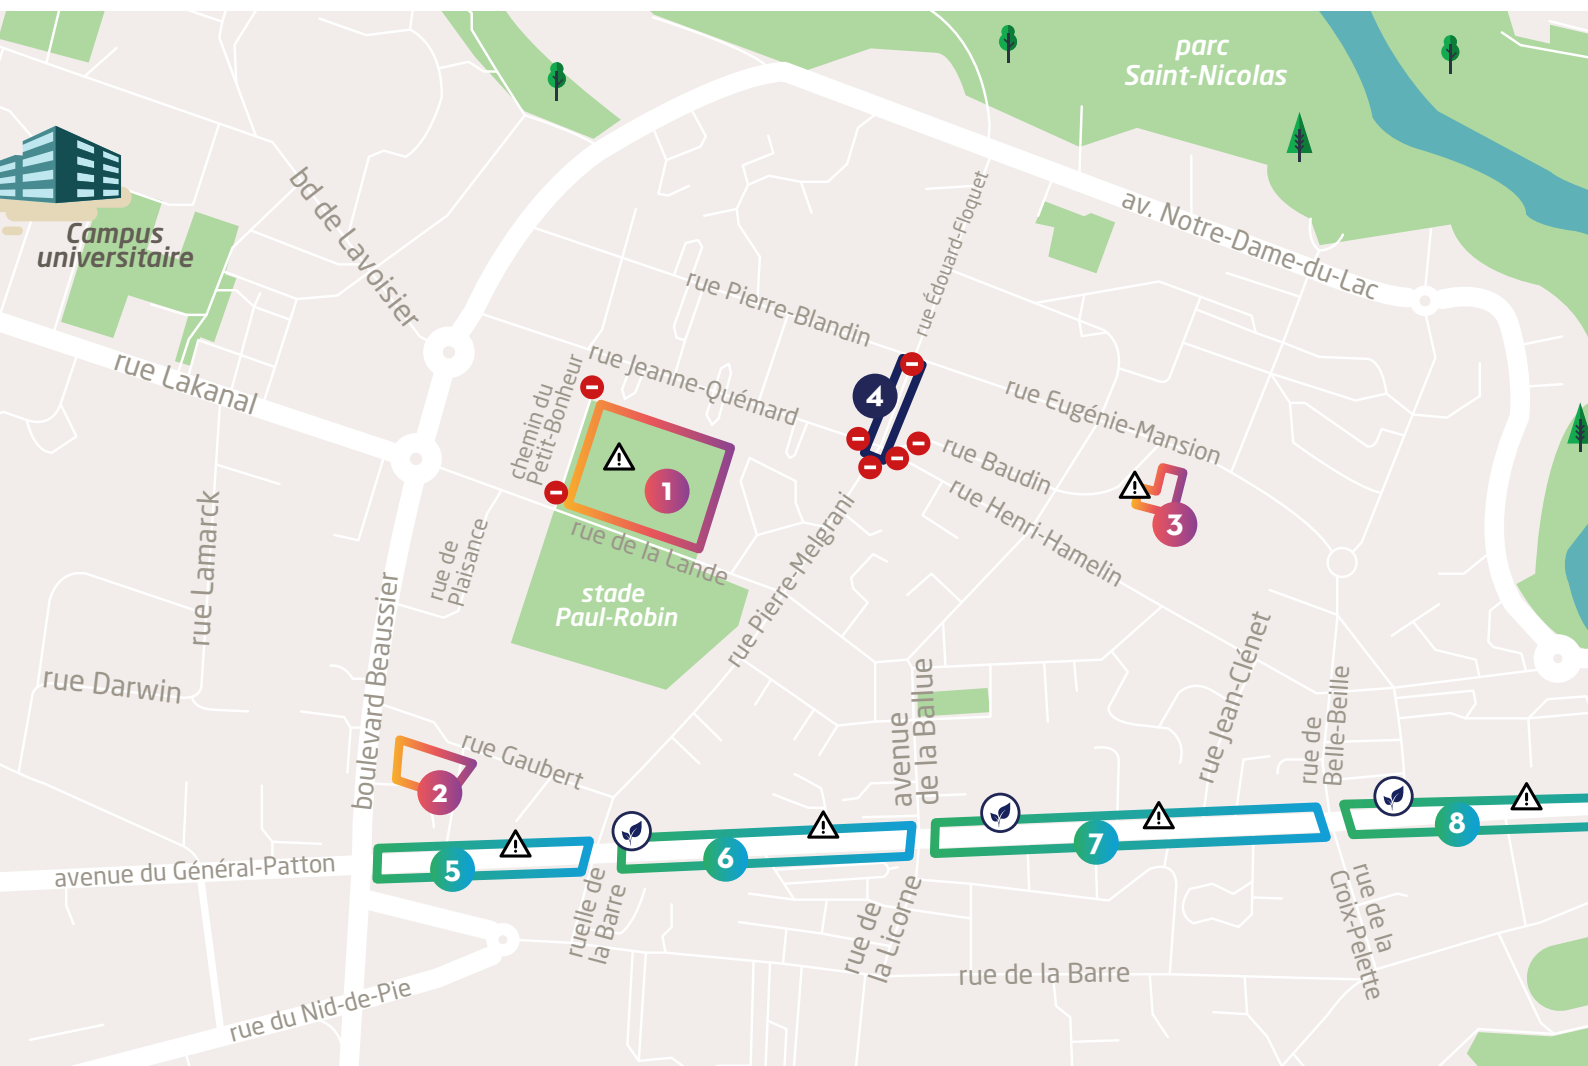 parc
Saint-Nicolas
Campus
universitaire
bd de Lavoisier
av. Notre-Dame-du-Lac
rue Édouard-Floquet
rue Pierre-Blandin
rue Lakanal
rue Jeanne-Quémard
chemin du
Petit-Bonheur
4
rue Eugénie-Mansion
rue Baudin
rue Henri-Hamelin
1
3
rue de la Lande
rue Lamarck
rue de
Plaisance
stade
Paul-Robin
rue Pierre-Melgrani
boulevard Beaussier
rue Darwin
rue Jean-Clénet
avenue
de la Ballue
rue de
Belle-Beille
rue Gaubert
2
5
6
7
8
avenue du Général-Patton
ruelle de
la Barre
rue de
la Licorne
rue de la
Croix-Pelette
rue de la Barre
rue du Nid-de-Pie